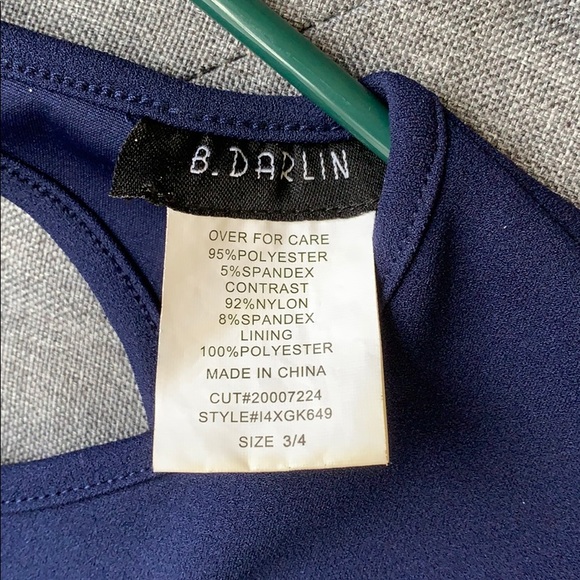 B. DARLIN
OVER FOR CARE
95%POLYESTER
5%SPANDEX
CONTRAST
92%NYLON
8%SPANDEX
LINING
100%POLYESTER
MADE IN CHINA
CUT#20007224
STYLE#I4XGK649
SIZE 3/4